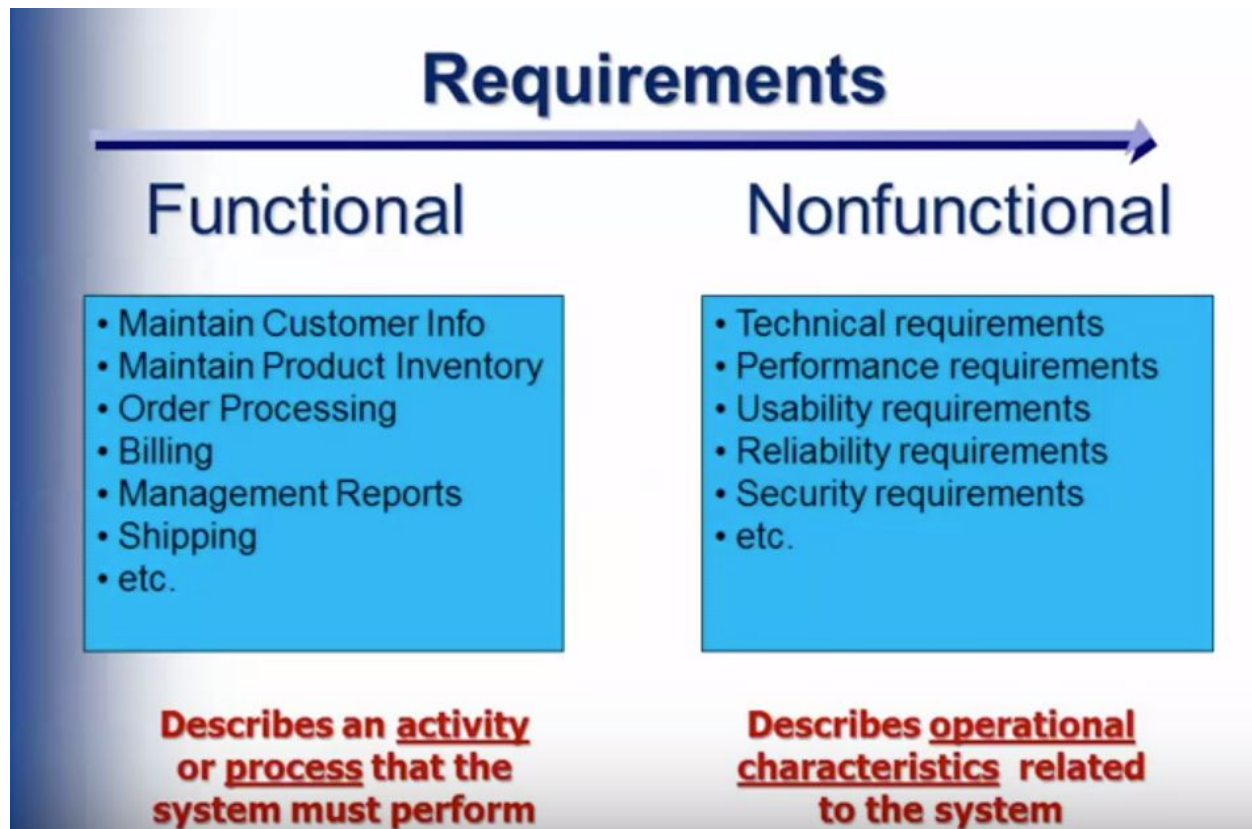 Requirements
Functional
• Maintain Customer Info
• Maintain Product Inventory
• Order Processing
• Billing
• Management Reports
• Shipping
• etc.
Describes an activity
or process that the
system must perform
Nonfunctional
• Technical requirements
• Performance requirements
• Usability requirements
• Reliability requirements
• Security requirements
• etc.
Describes operational
characteristics related
to the system